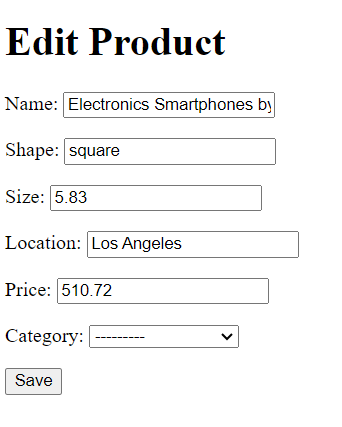 Edit Product
Name: Electronics Smartphones by
Shape: square
Size: 5.83
Location: Los Angeles
Price: 510.72
Category: ---------
Save